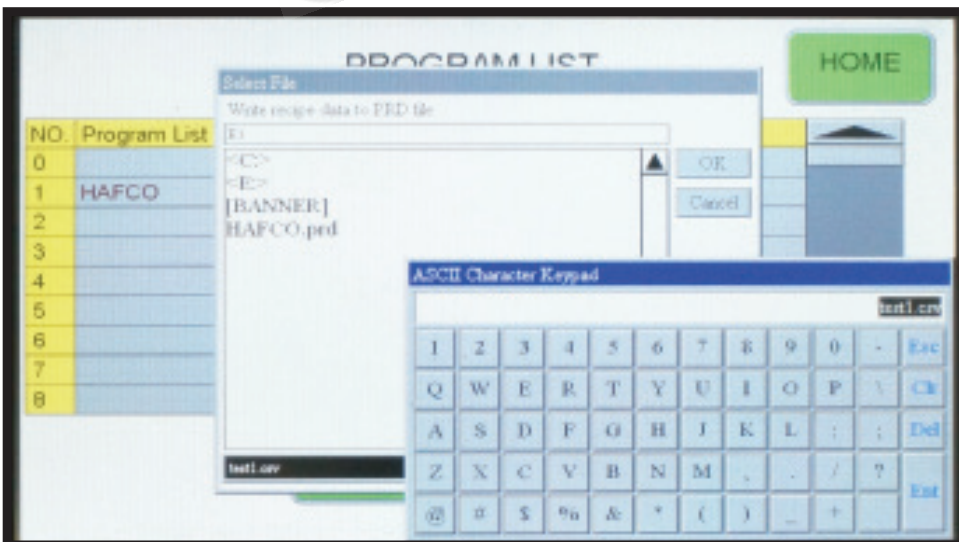 PROGRAM LIST
HOME
Select File
Write recipe data to PRD file
E:\
NO. Program List
<C:>
<E:>
[BANNER]
HAFCO.prd
OK
Cancel
0
1 HAFCO
2
3
4
5
6
7
8
ASCII Character Keypad
test1.csv
1 2 3 4 5 6 7 8 9 0 - Esc
Q W E R T Y U I O P \ Clr
A S D F G H J K L : ; Del
Z X C V B N M , . / ? Ent
@ # $ % & * ( ) _ +
test1.csv